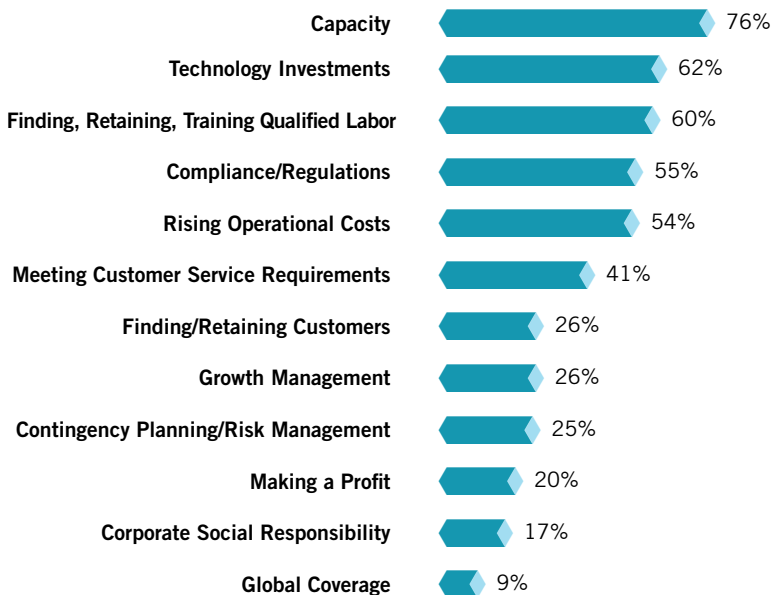 Capacity 76%
Technology Investments 62%
Finding, Retaining, Training Qualified Labor 60%
Compliance/Regulations 55%
Rising Operational Costs 54%
Meeting Customer Service Requirements 41%
Finding/Retaining Customers 26%
Growth Management 26%
Contingency Planning/Risk Management 25%
Making a Profit 20%
Corporate Social Responsibility 17%
Global Coverage 9%